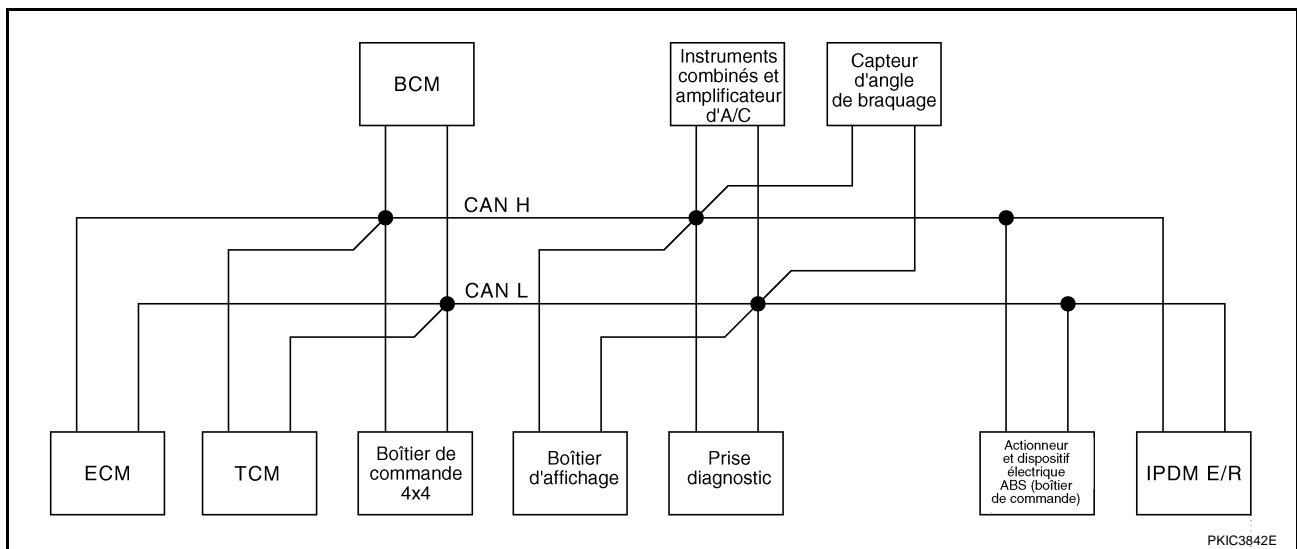 BCM
Instruments
combinés et
amplificateur
d'A/C
Capteur
d'angle
de braquage
CAN H
CAN L
ECM
TCM
Boîtier de
commande
4x4
Boîtier
d'affichage
Prise
diagnostic
Actionneur
et dispositif
électrique
ABS (boîtier
de commande)
IPDM E/R
PKIC3842E